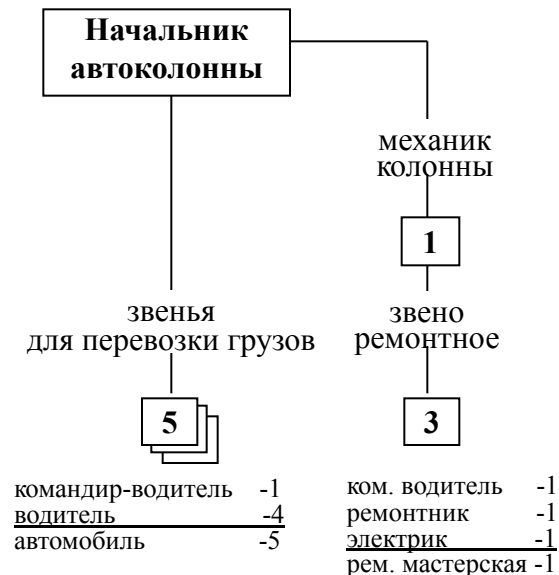 Начальник
автоколонны
механик
колонны
1
звенья
для перевозки грузов
звено
ремонтное
5
3
командир-водитель -1
водитель -4
автомобиль -5
ком. водитель -1
ремонтник -1
электрик -1
рем. мастерская -1